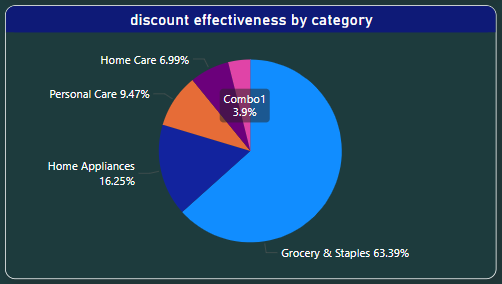 discount effectiveness by category
Home Care 6.99%
Combo1
3.9%
Personal Care 9.47%
Home Appliances
16.25%
Grocery & Staples 63.39%